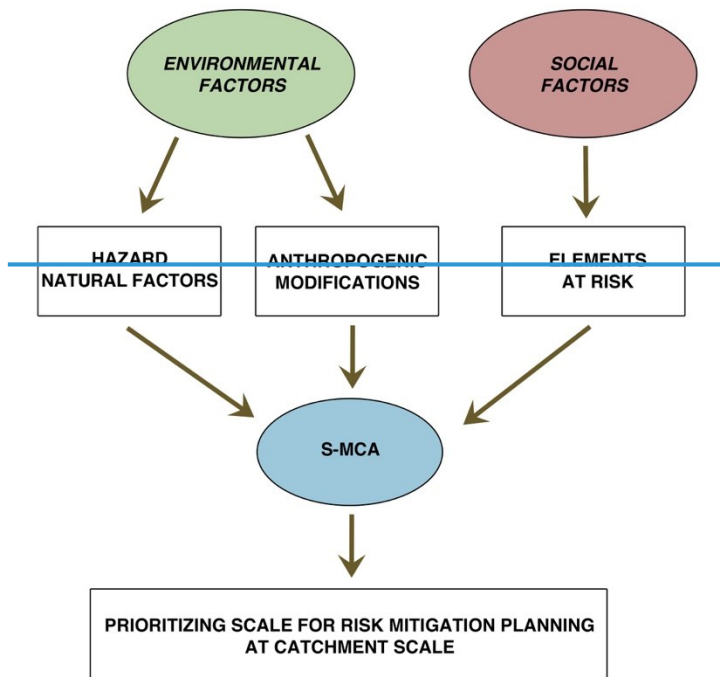 ENVIRONMENTAL
FACTORS
SOCIAL
FACTORS
HAZARD
NATURAL FACTORS
ANTHROPOGENIC
MODIFICATIONS
ELEMENTS
AT RISK
S-MCA
PRIORITIZING SCALE FOR RISK MITIGATION PLANNING
AT CATCHMENT SCALE